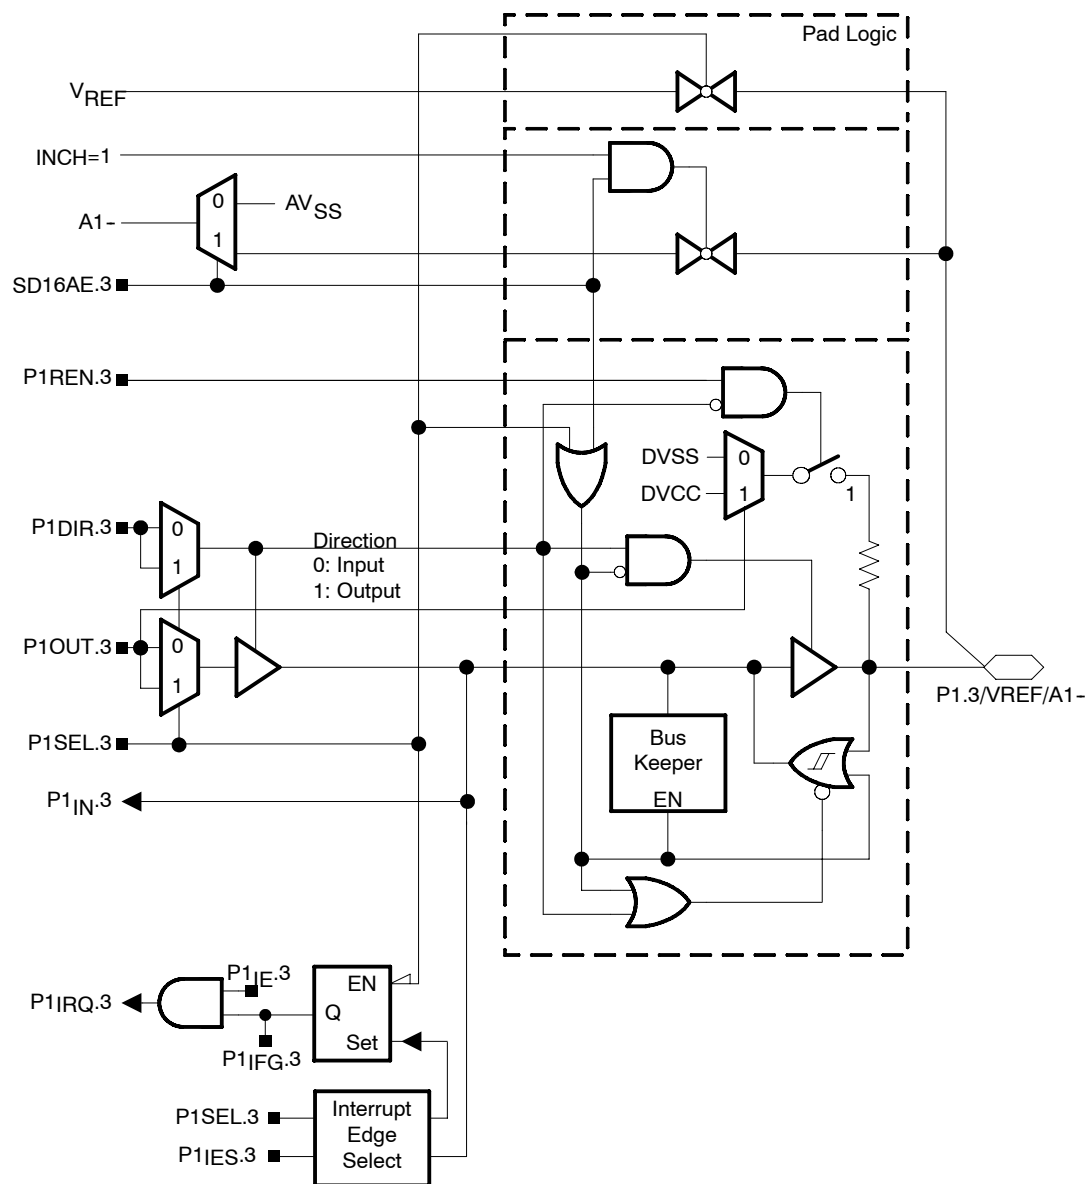 Pad Logic
VREF
INCH=1
0
AVSS
A1-
1
SD16AE.3
P1REN.3
DVSS
0
DVCC
1
1
P1DIR.3
0
1
Direction
0: Input
1: Output
P1OUT.3
0
1
P1.3/VREF/A1-
P1SEL.3
Bus
Keeper
EN
P1IN.3
P1IE.3
EN
P1IRQ.3
Q
Set
P1IFG.3
P1SEL.3
Interrupt
Edge
Select
P1IES.3